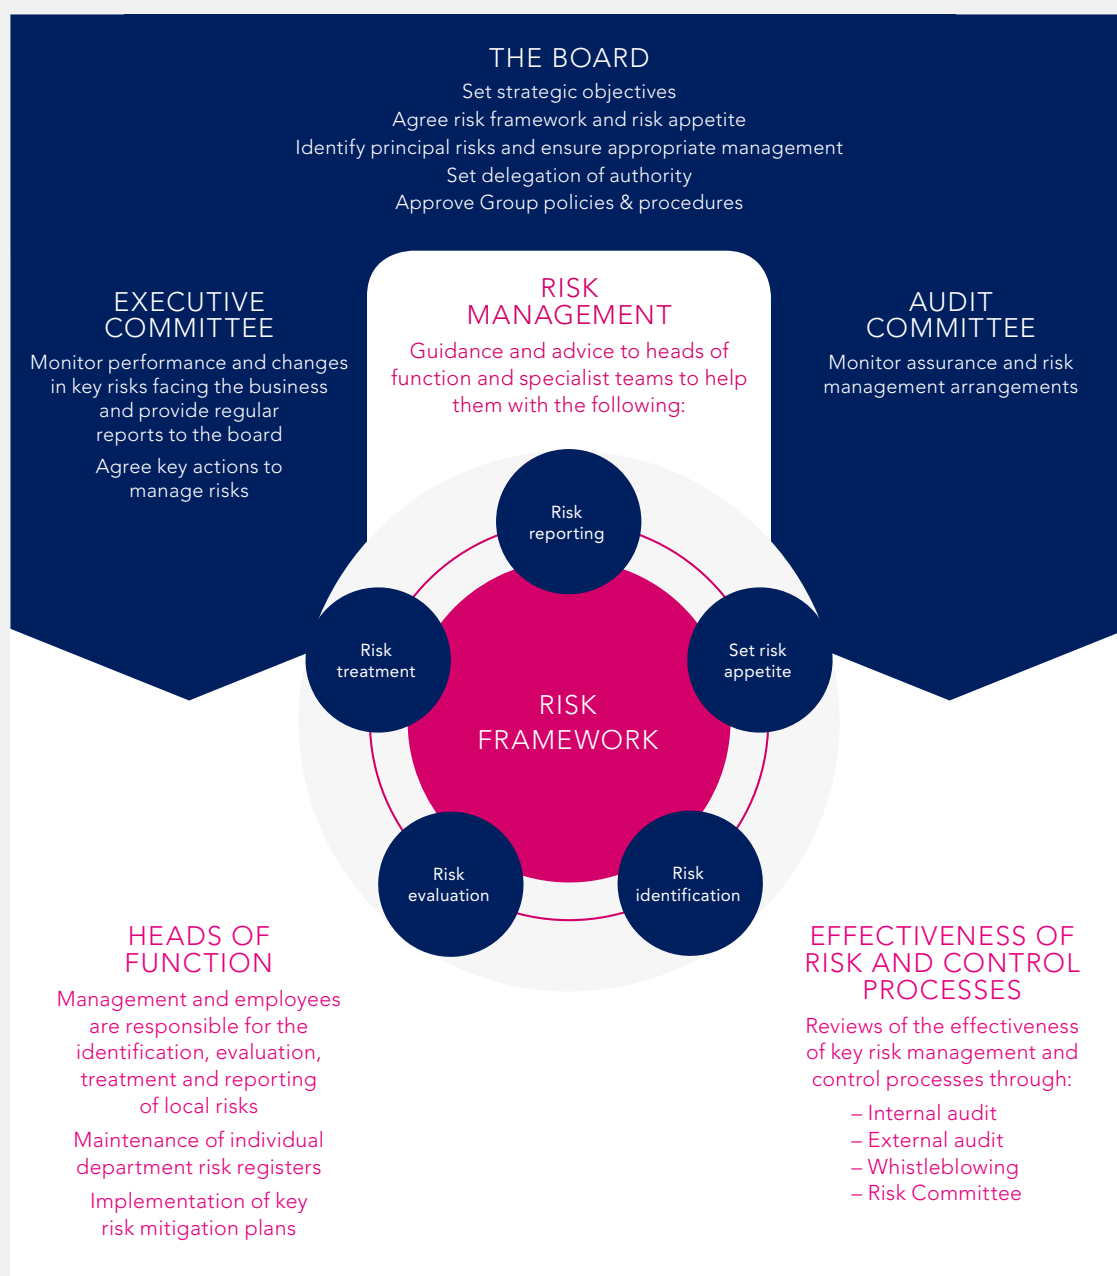 THE BOARD
Set strategic objectives
Agree risk framework and risk appetite
Identify principal risks and ensure appropriate management
Set delegation of authority
Approve Group policies & procedures
EXECUTIVE
COMMITTEE
Monitor performance and changes
in key risks facing the business
and provide regular
reports to the board
Agree key actions to
manage risks
RISK
MANAGEMENT
Guidance and advice to heads of
function and specialist teams to help
them with the following:
AUDIT
COMMITTEE
Monitor assurance and risk
management arrangements
Risk
reporting
Risk
treatment
Set risk
appetite
RISK
FRAMEWORK
Risk
evaluation
Risk
identification
HEADS OF
FUNCTION
Management and employees
are responsible for the
identification, evaluation,
treatment and reporting
of local risks
Maintenance of individual
department risk registers
Implementation of key
risk mitigation plans
EFFECTIVENESS OF
RISK AND CONTROL
PROCESSES
Reviews of the effectiveness
of key risk management and
control processes through:
– Internal audit
– External audit
– Whistleblowing
– Risk Committee